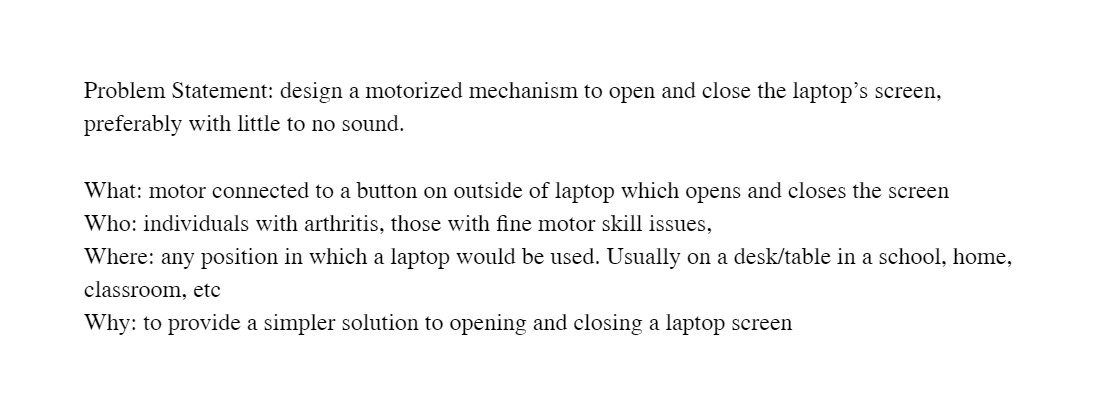 Problem Statement: design a motorized mechanism to open and close the laptop’s screen,
preferably with little to no sound.
What: motor connected to a button on outside of laptop which opens and closes the screen
Who: individuals with arthritis, those with fine motor skill issues,
Where: any position in which a laptop would be used. Usually on a desk/table in a school, home,
classroom, etc
Why: to provide a simpler solution to opening and closing a laptop screen